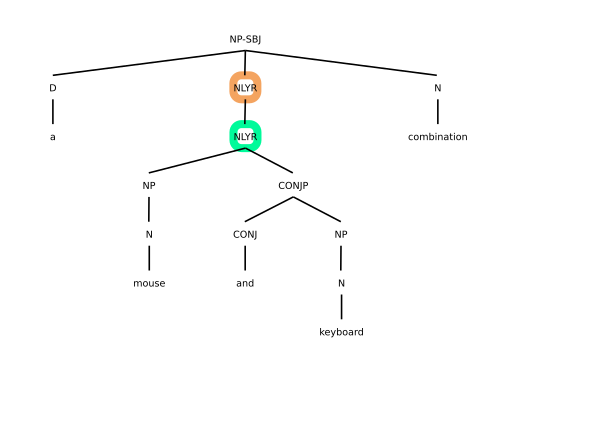 NP-SBJ
D NLYR N
a NLYR combination
NP CONJP
N CONJ NP
mouse and N
keyboard